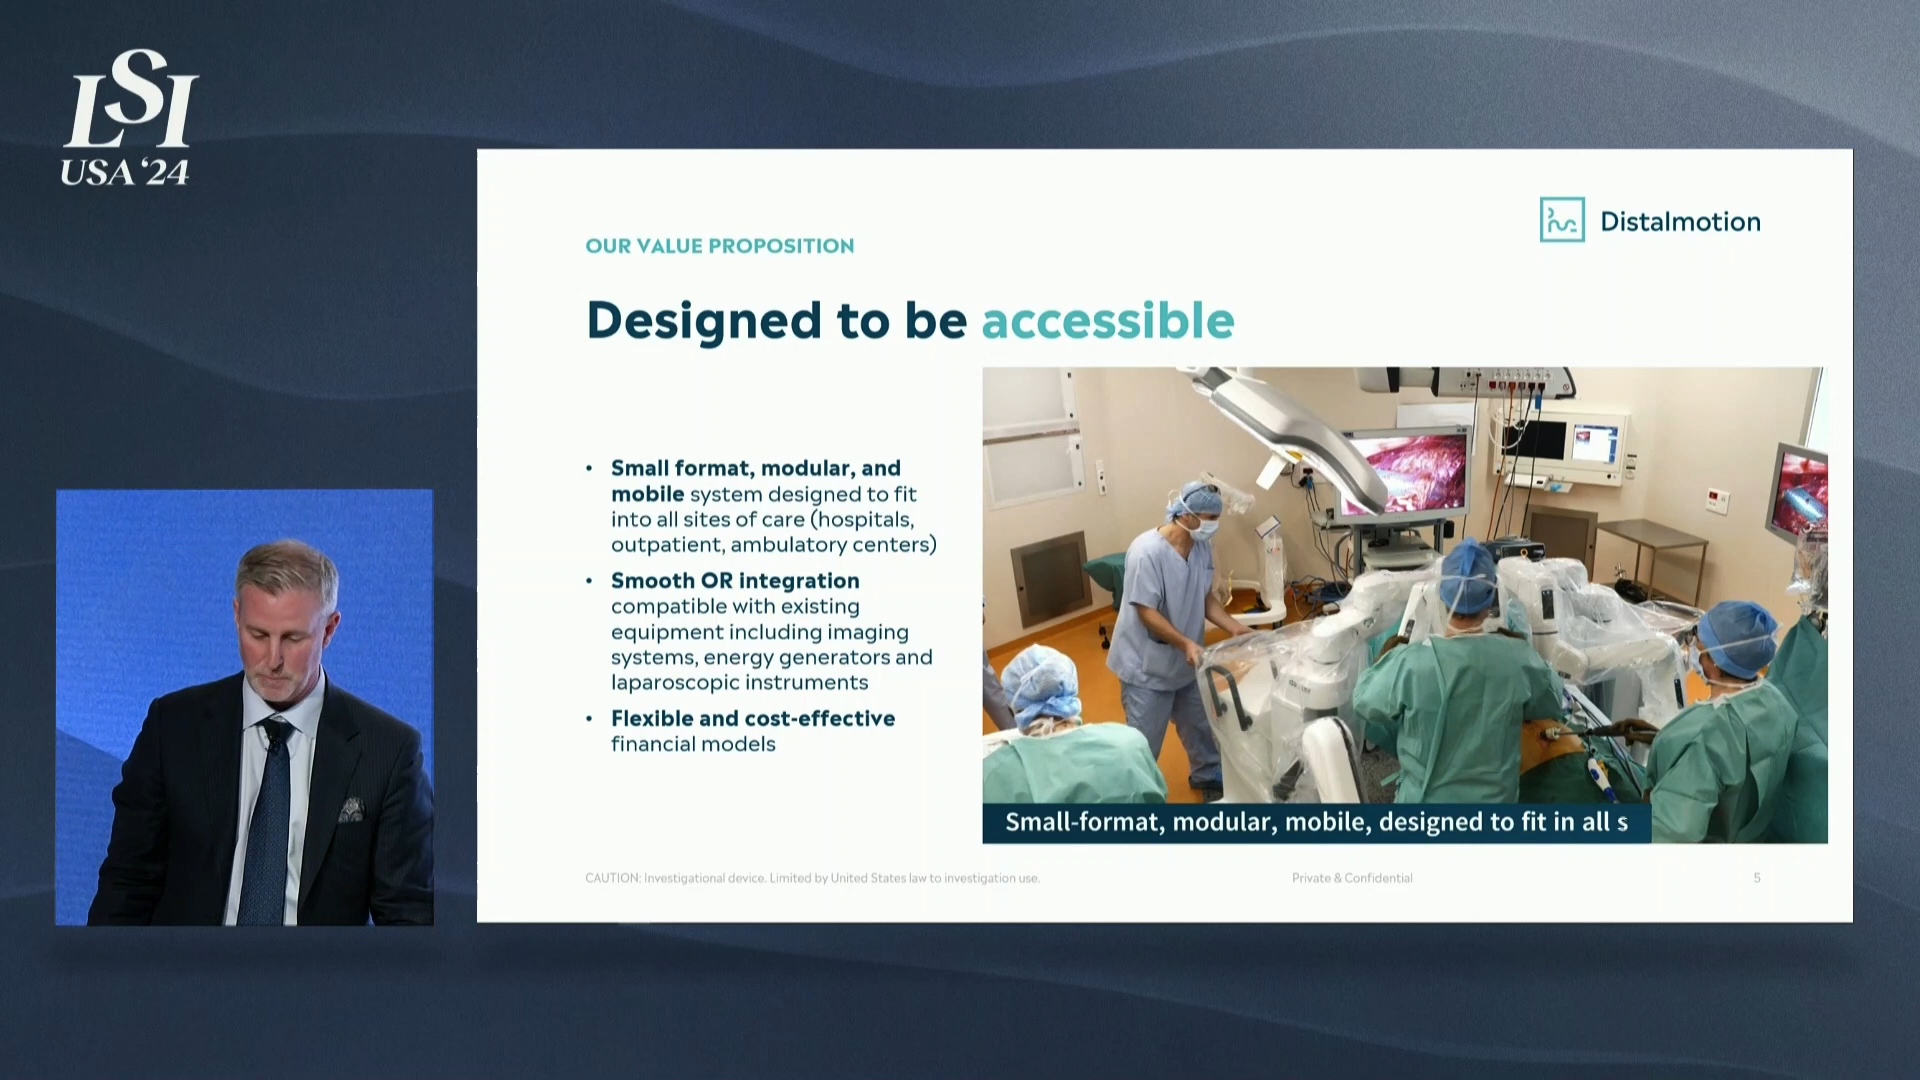 LSI
USA '24
Distalmotion
OUR VALUE PROPOSITION
Designed to be accessible
• Small format, modular, and
mobile system designed to fit
into all sites of care (hospitals,
outpatient, ambulatory centers)
• Smooth OR integration
compatible with existing
equipment including imaging
systems, energy generators and
laparoscopic instruments
• Flexible and cost-effective
financial models
Small-format, modular, mobile, designed to fit in all s
CAUTION: Investigational device. Limited by United States law to investigation use.
Private & Confidential
5